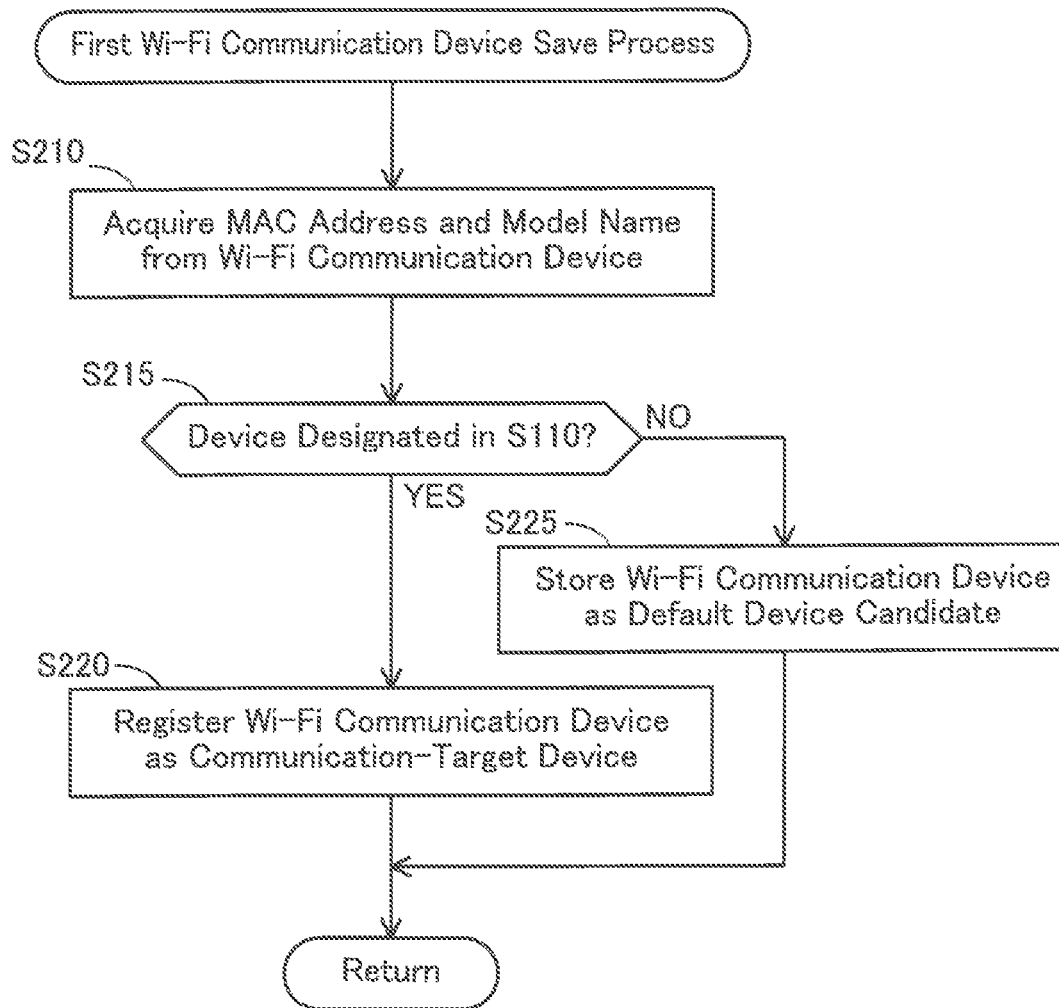 First Wi-Fi Communication Device Save Process
S210
Acquire MAC Address and Model Name
from Wi-Fi Communication Device
S215
Device Designated in S110?
NO
YES
S225
Store Wi-Fi Communication Device
as Default Device Candidate
S220
Register Wi-Fi Communication Device
as Communication-Target Device
Return